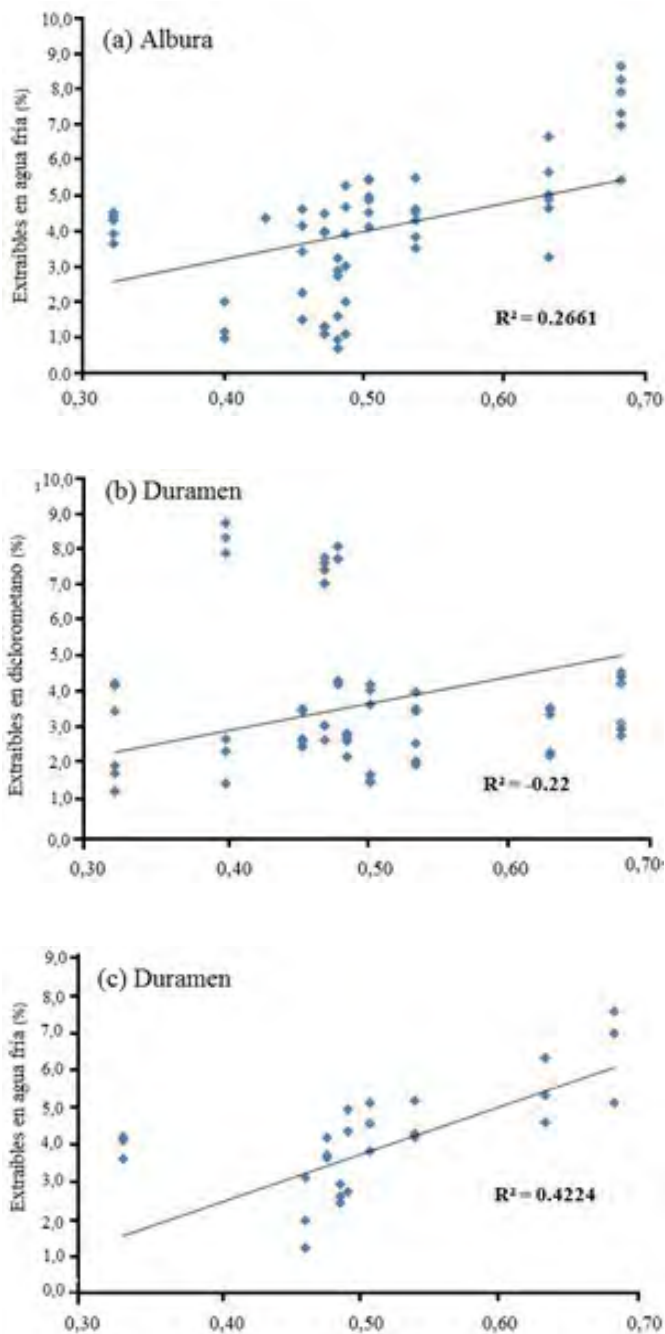 10,0
(a) Albura
9,0
8,0
7,0
6,0
5,0
4,0
3,0
2,0
1,0
0,0
Extraíbles en agua fría (%)
R² = 0.2661
0,30 0,40 0,50 0,60 0,70
10,0
(b) Duramen
9,0
8,0
7,0
6,0
5,0
4,0
3,0
2,0
1,0
0,0
Extraíbles en diclorometano (%)
R² = -0.22
0,30 0,40 0,50 0,60 0,70
9,0
(c) Duramen
8,0
7,0
6,0
5,0
4,0
3,0
2,0
1,0
0,0
Extraíbles en agua fría (%)
R² = 0.4224
0,30 0,40 0,50 0,60 0,70